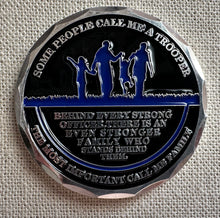 SOME PEOPLE CALL ME A TROOPER
BEHIND EVERY STRONG
OFFICER, THERE IS AN
EVEN STRONGER
FAMILY WHO
STANDS BEHIND
THEM.
THE MOST IMPORTANT CALL ME FAMILY